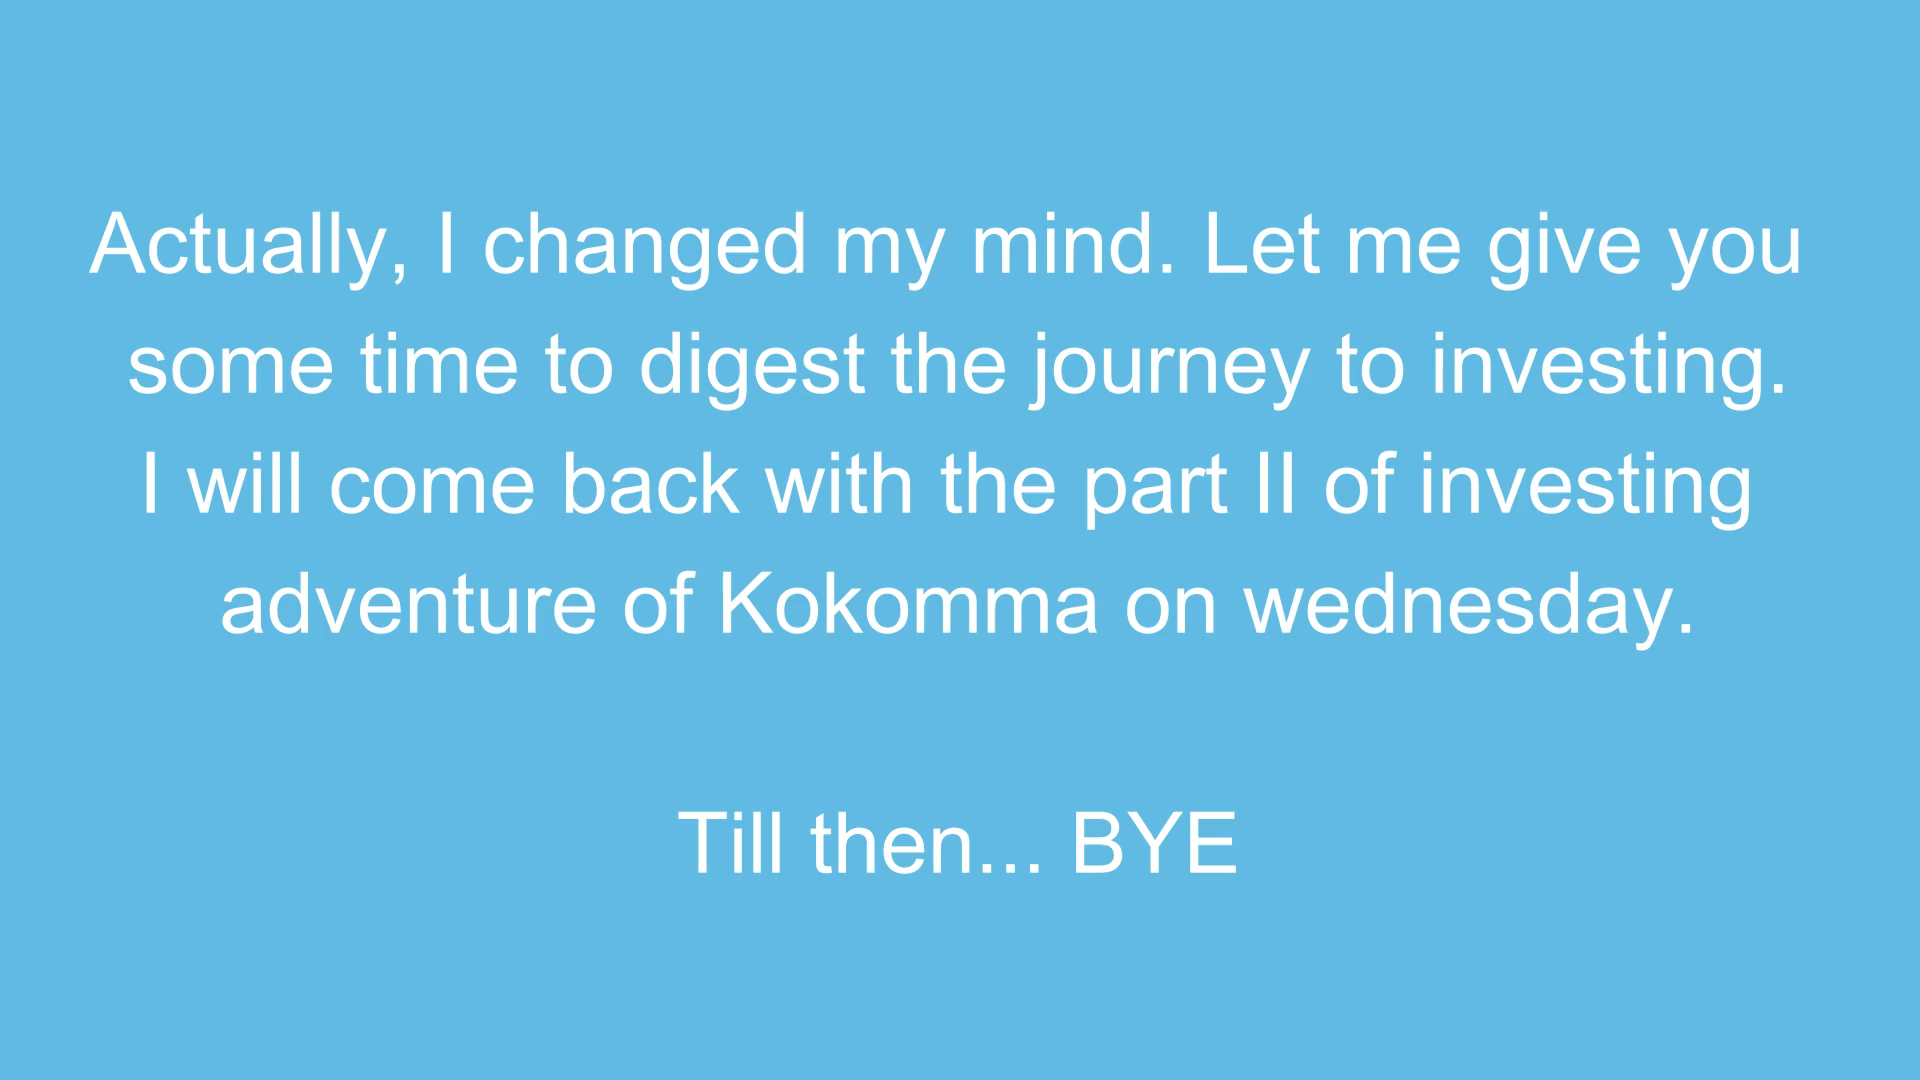 Actually, I changed my mind. Let me give you
some time to digest the journey to investing.
I will come back with the part II of investing
adventure of Kokomma on wednesday.
Till then... BYE